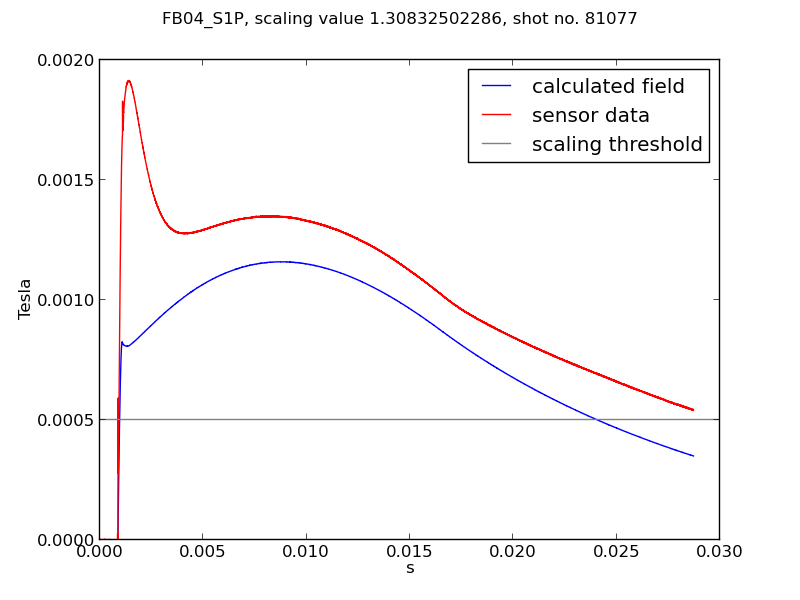 FB04_S1P, scaling value 1.30832502286, shot no. 81077
0.0020
calculated field
sensor data
scaling threshold
0.0015
0.0010
Tesla
0.0005
0.0000
0.000 0.005 0.010 0.015 0.020 0.025 0.030
s